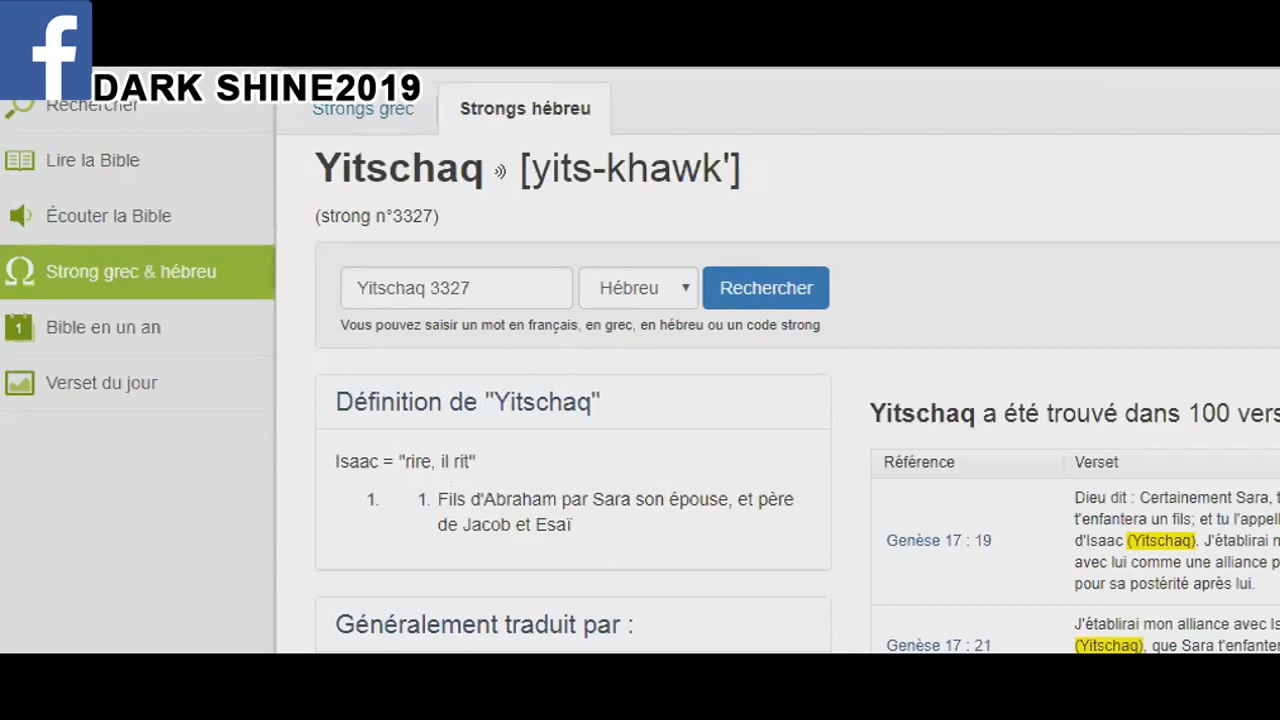 f
DARK SHINE2019
Rechercher
Lire la Bible
Écouter la Bible
Strong grec & hébreu
1
Bible en un an
Verset du jour
Strongs grec
Strongs hébreu
Yitschaq [yits-khawk']
(strong n°3327)
Yitschaq 3327
Hébreu
Rechercher
Vous pouvez saisir un mot en français, en grec, en hébreu ou un code strong
Définition de "Yitschaq"
Isaac = "rire, il rit"
1. 1. Fils d'Abraham par Sara son épouse, et père
de Jacob et Esaï
Généralement traduit par :
Yitschaq a été trouvé dans 100 vers
Référence
Verset
Genèse 17 : 19
Dieu dit : Certainement Sara, t
t'enfantera un fils; et tu l'appel
d'Isaac (Yitschaq). J'établirai n
avec lui comme une alliance p
pour sa postérité après lui.
Genèse 17 : 21
J'établirai mon alliance avec Is
(Yitschaq), que Sara t'enfanter